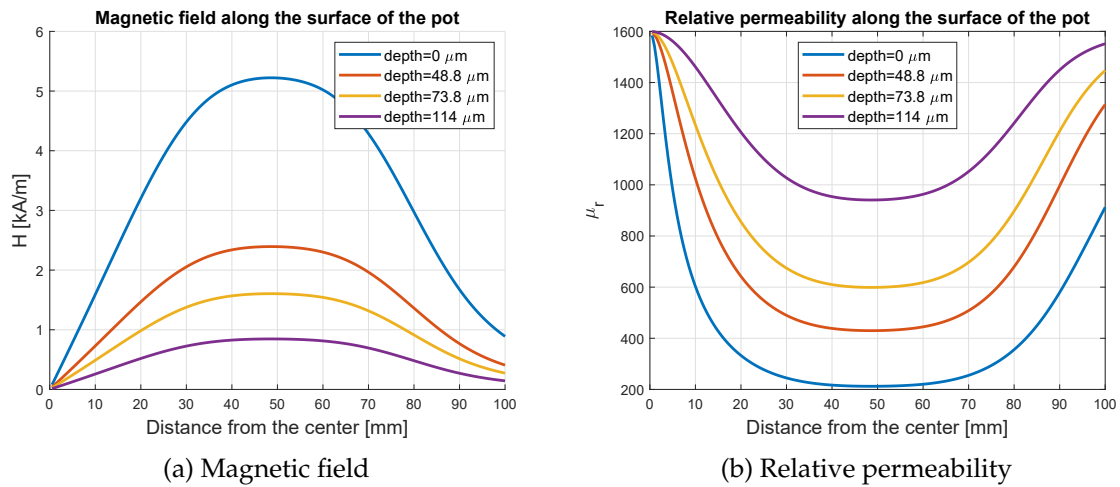 Magnetic field along the surface of the pot
6
5
4
3
2
1
0
H [kA/m]
depth=0 μm
depth=48.8 μm
depth=73.8 μm
depth=114 μm
0 10 20 30 40 50 60 70 80 90 100
Distance from the center [mm]
(a) Magnetic field
Relative permeability along the surface of the pot
1600
1400
1200
1000
800
600
400
200
μr
depth=0 μm
depth=48.8 μm
depth=73.8 μm
depth=114 μm
0 10 20 30 40 50 60 70 80 90 100
Distance from the center [mm]
(b) Relative permeability